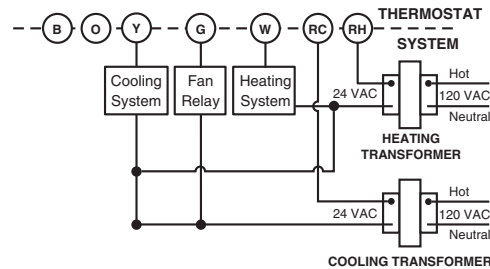 B O Y G W RC RH THERMOSTAT
SYSTEM
Cooling
System
Fan
Relay
Heating
System
24 VAC
Hot
120 VAC
Neutral
HEATING
TRANSFORMER
24 VAC
Hot
120 VAC
Neutral
COOLING TRANSFORMER